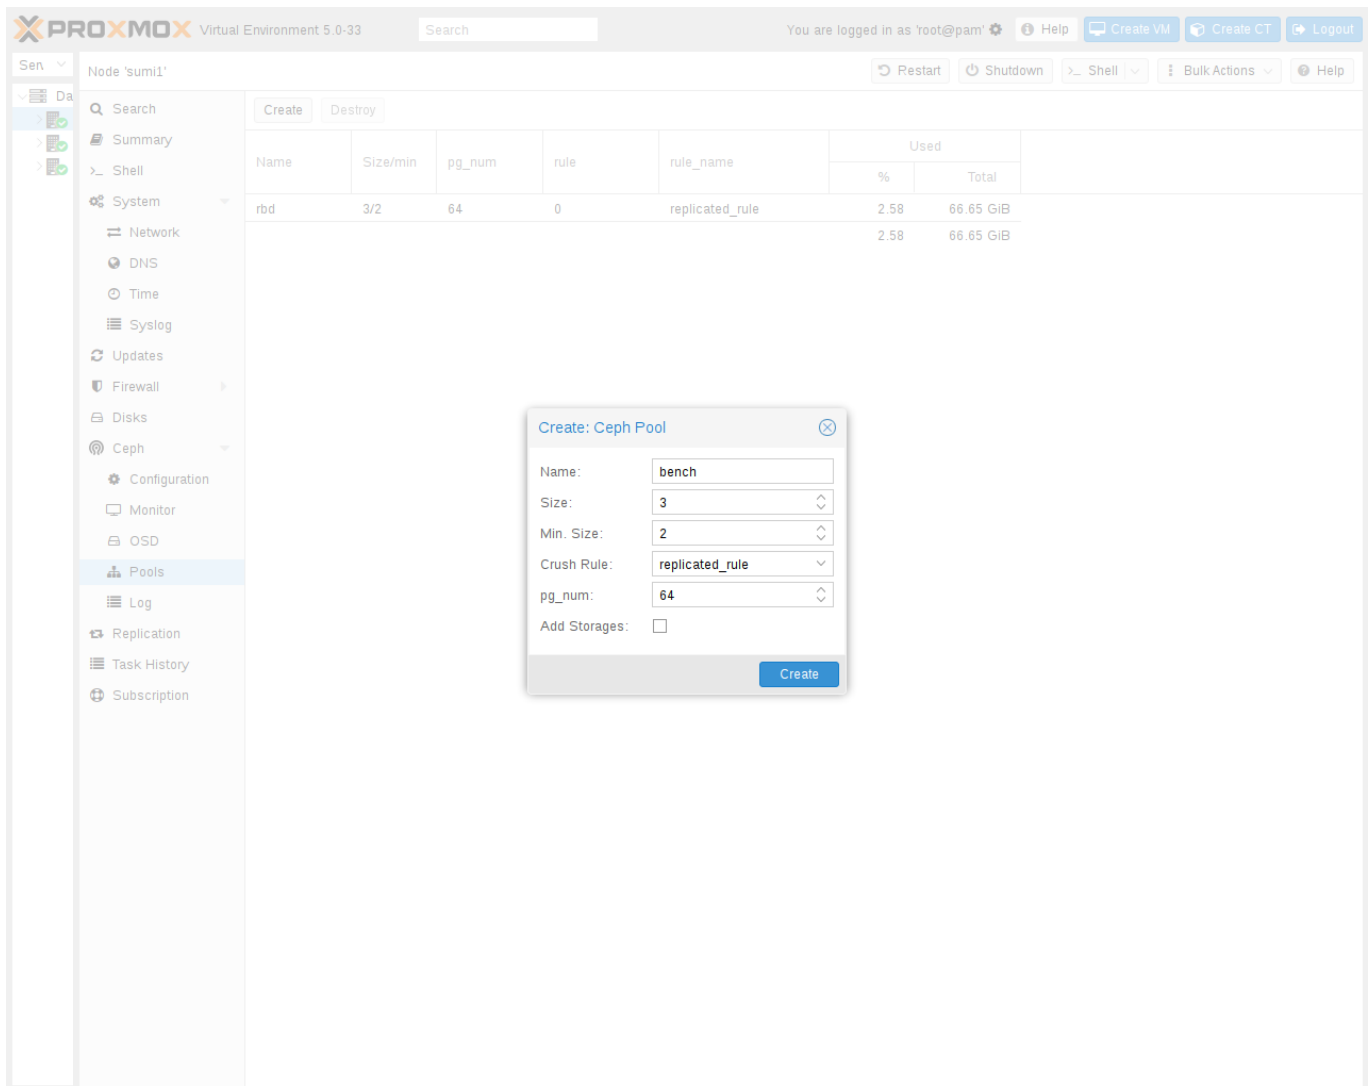 PROXMOX Virtual Environment 5.0-33 Search You are logged in as 'root@pam' Help Create VM Create CT Logout
Sen Node 'sumi1' Restart Shutdown Shell Bulk Actions Help
Da
Search
Summary
Shell
System
Network
DNS
Time
Syslog
Updates
Firewall
Disks
Ceph
Configuration
Monitor
OSD
Pools
Log
Replication
Task History
Subscription
Create Destroy
Used
Name Size/min pg_num rule rule_name
% Total
rbd 3/2 64 0 replicated_rule 2.58 66.65 GiB
2.58 66.65 GiB
Create: Ceph Pool
Name: bench
Size: 3
Min. Size: 2
Crush Rule: replicated_rule
pg_num: 64
Add Storages:
Create